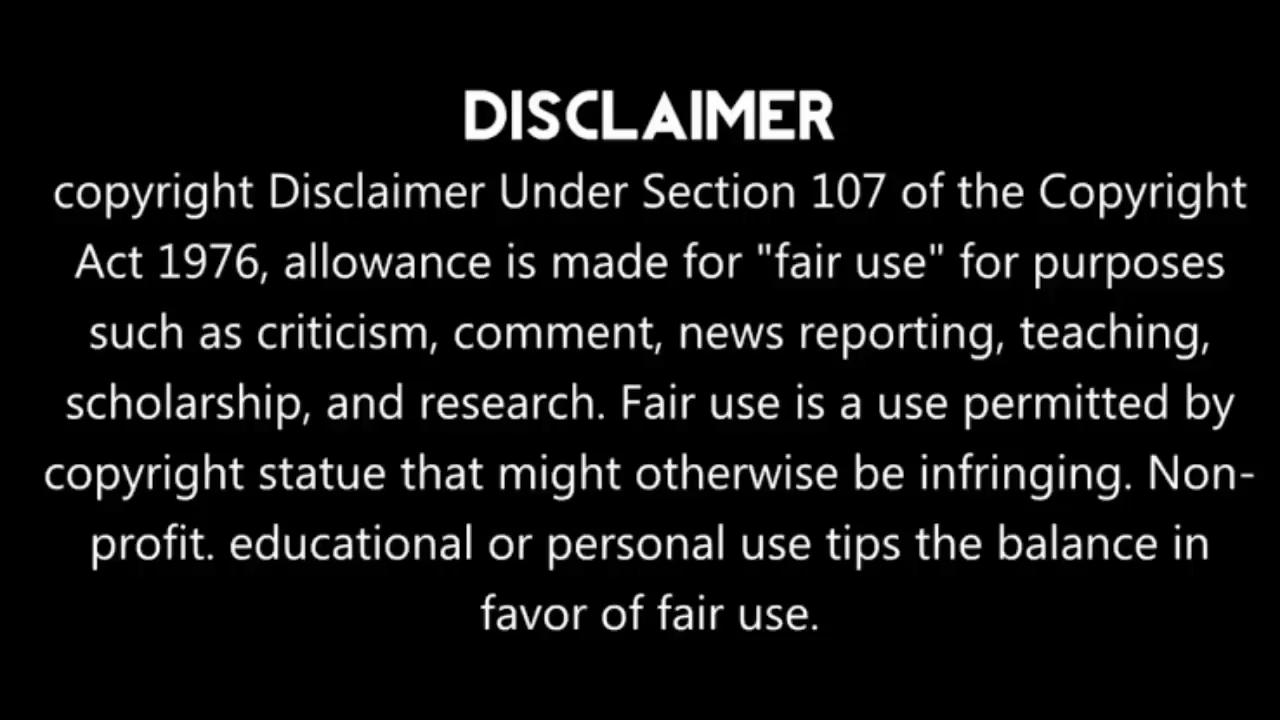 DISCLAIMER
copyright Disclaimer Under Section 107 of the Copyright
Act 1976, allowance is made for "fair use" for purposes
such as criticism, comment, news reporting, teaching,
scholarship, and research. Fair use is a use permitted by
copyright statue that might otherwise be infringing. Non-
profit. educational or personal use tips the balance in
favor of fair use.